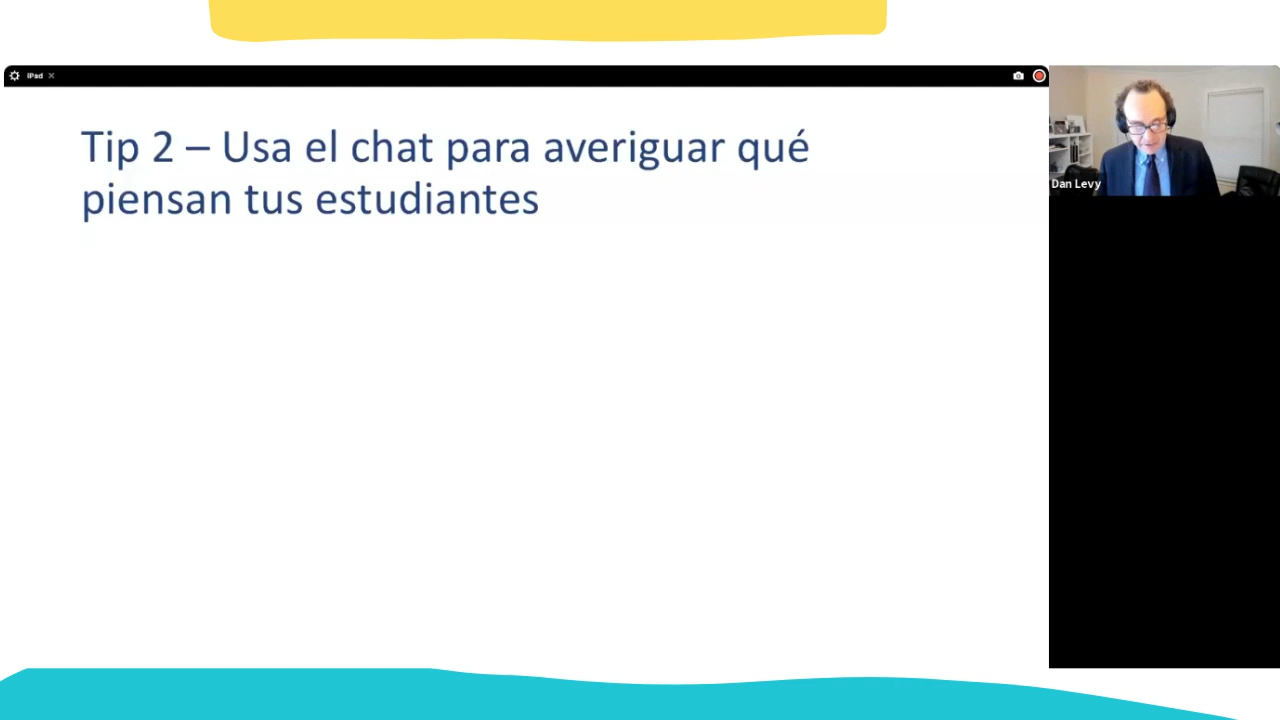 iPad
Tip 2 – Usa el chat para averiguar qué
piensan tus estudiantes
Dan Levy